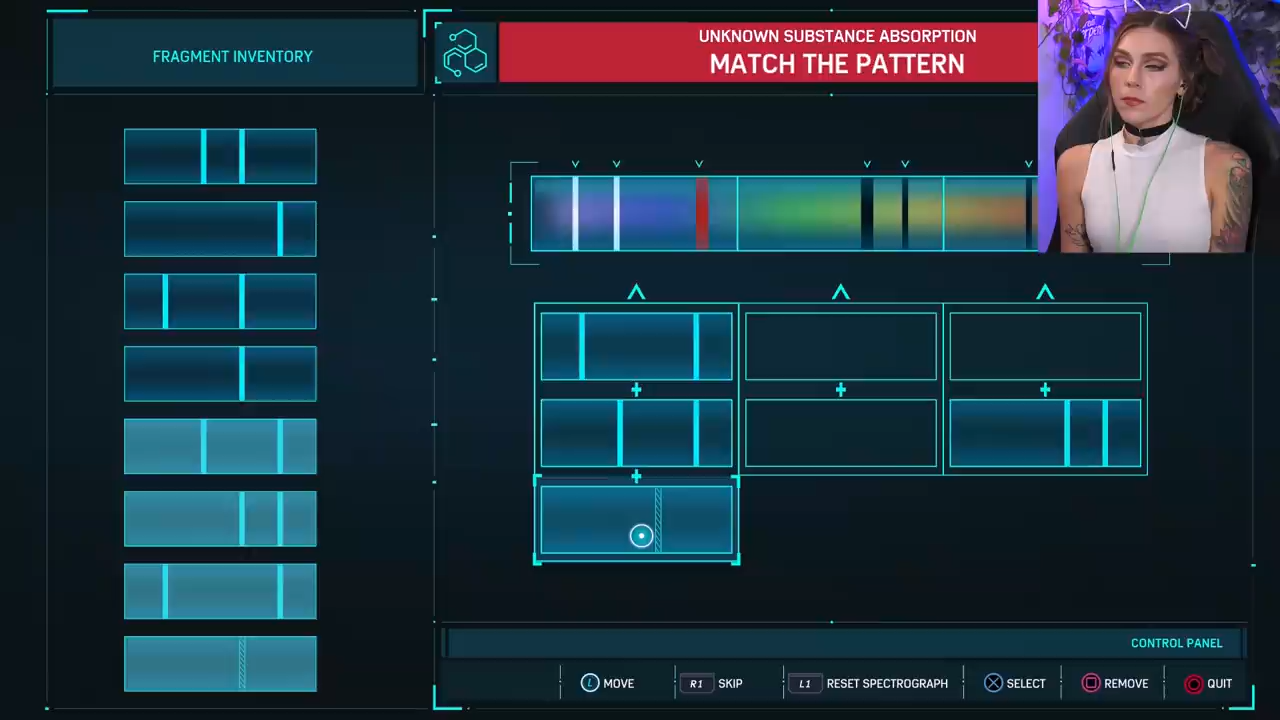 FRAGMENT INVENTORY
UNKNOWN SUBSTANCE ABSORPTION
MATCH THE PATTERN
CONTROL PANEL
L MOVE
R1 SKIP
L1 RESET SPECTROGRAPH
SELECT
REMOVE
QUIT